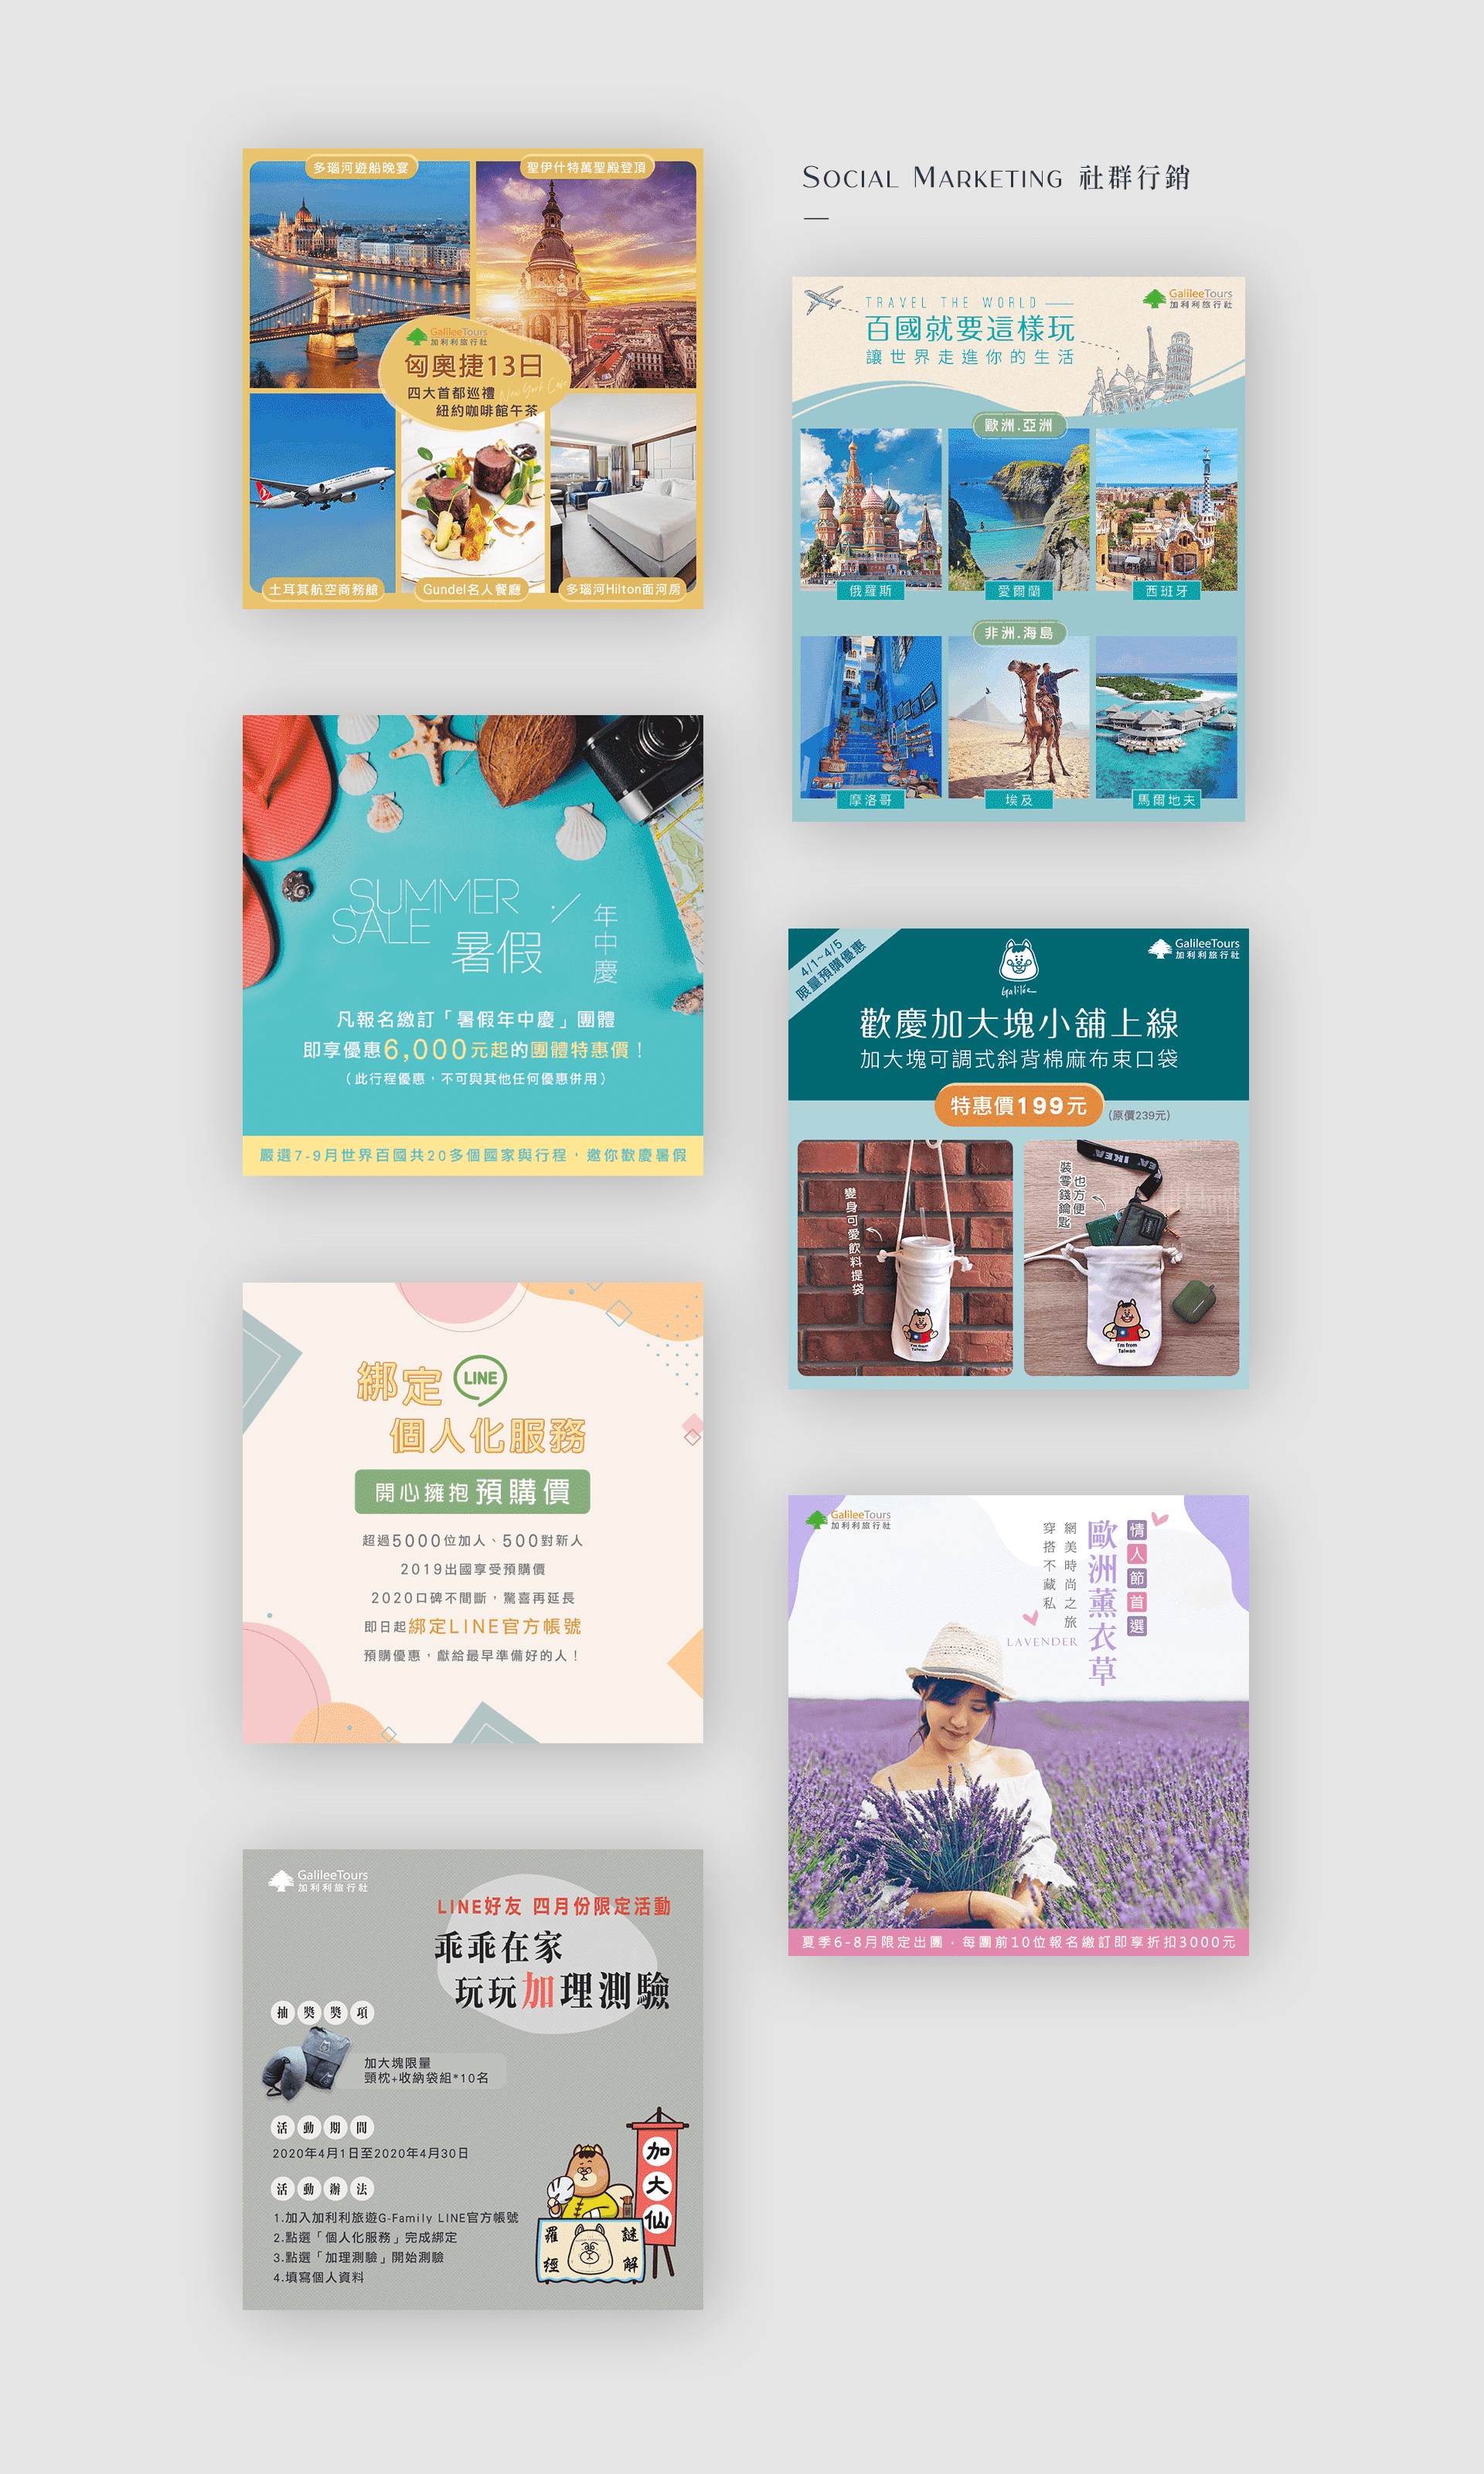 多瑙河遊船晚宴
聖伊什特萬聖殿登頂
GalileeTours
加利利旅行社
匈奧捷13日
四大首都巡禮
New York Cafe
紐約咖啡館午茶
土耳其航空商務艙
Gundel名人餐廳
多瑙河Hilton面河房
SOCIAL MARKETING 社群行銷
TRAVEL THE WORLD
百國就要這樣玩
讓世界走進你的生活
GalileeTours
加利利旅行社
歐洲.亞洲
俄羅斯
愛爾蘭
西班牙
非洲.海島
摩洛哥
埃及
馬爾地夫
SUMMER
SALE
暑假
年中慶
凡報名繳訂「暑假年中慶」團體
即享優惠6,000元起的團體特惠價！
（此行程優惠，不可與其他任何優惠併用）
嚴選7-9月世界百國共20多個國家與行程，邀你歡慶暑假
4/1~4/5
限量預購優惠
Galilée
GalileeTours
加利利旅行社
歡慶加大塊小舖上線
加大塊可調式斜背棉麻布束口袋
特惠價199元
(原價239元)
變身可愛飲料提袋
I'm from
Taiwan
也方便
裝零錢鑰匙
IKEA
I'm from
Taiwan
綁定 LINE
個人化服務
開心擁抱預購價
超過5000位加人、500對新人
2019出國享受預購價
2020口碑不間斷，驚喜再延長
即日起綁定LINE官方帳號
預購優惠，獻給最早準備好的人！
GalileeTours
加利利旅行社
情人節首選
歐洲薰衣草
網美時尚之旅
穿搭不藏私
LAVENDER
夏季6-8月限定出團．每團前10位報名繳訂即享折扣3000元
GalileeTours
加利利旅行社
LINE好友 四月份限定活動
乖乖在家
玩玩加理測驗
抽獎獎項
加大塊限量
頸枕+收納袋組*10名
活動期間
2020年4月1日至2020年4月30日
活動辦法
1.加入加利利旅遊G-Family LINE官方帳號
2.點選「個人化服務」完成綁定
3.點選「加理測驗」開始測驗
4.填寫個人資料
加大仙
羅經
謎解